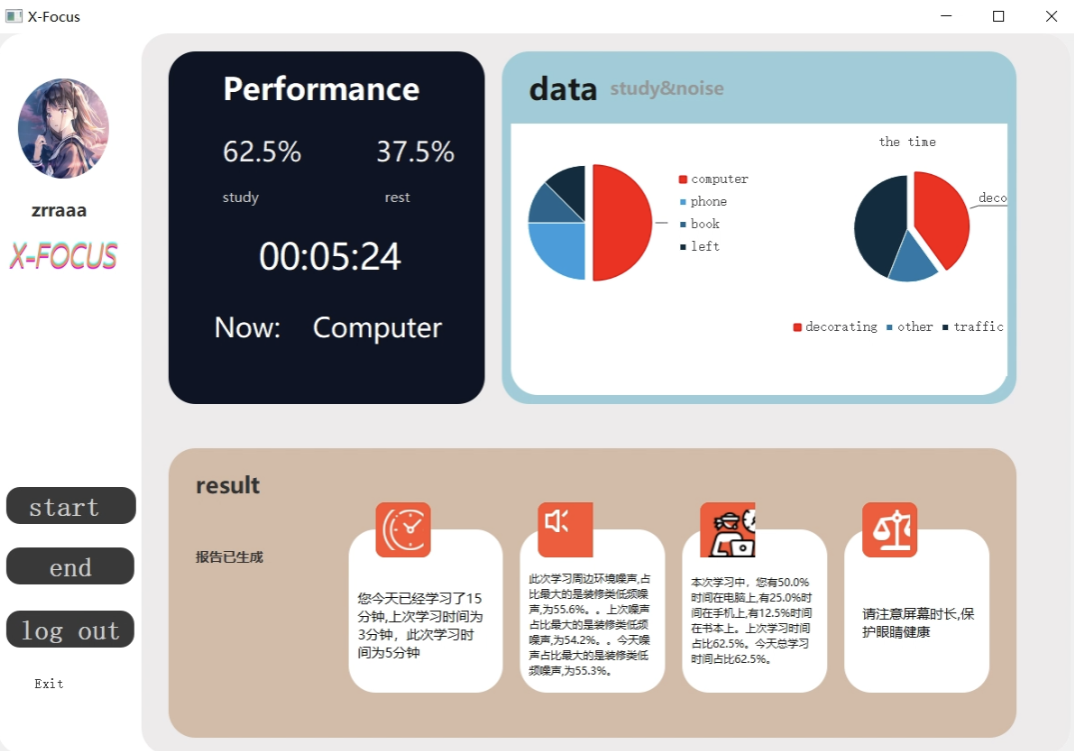 X-Focus
zrraaa
X-FOCUS
start
end
log out
Exit
Performance
62.5% 37.5%
study rest
00:05:24
Now: Computer
data study&noise
computer
phone
book
left
the time
deco
decorating other traffic
result
报告已生成
您今天已经学习了15
分钟,上次学习时间为
3分钟，此次学习时
间为5分钟
此次学习周边环境噪声,占
比最大的是装修类低频噪
声,为55.6%。。上次噪声
占比最大的是装修类低频
噪声,为54.2%。。今天噪
声占比最大的是装修类低
频噪声,为55.3%。
本次学习中，您有50.0%
时间在电脑上,有25.0%时
间在手机上,有12.5%时间
在书本上。上次学习时间
占比62.5%。今天总学习
时间占比62.5%。
请注意屏幕时长,保
护眼睛健康